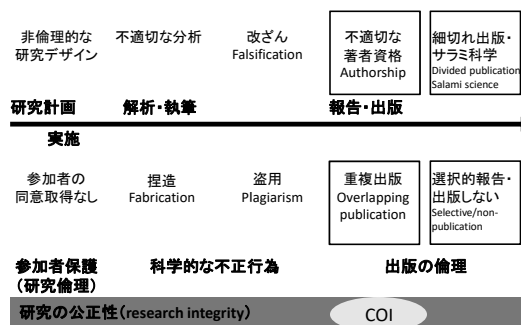 非倫理的な
研究デザイン
不適切な分析
改ざん
Falsification
不適切な
著者資格
Authorship
細切れ出版・
サラミ科学
Divided publication
Salami science
研究計画
解析・執筆
報告・出版
実施
参加者の
同意取得なし
捏造
Fabrication
盗用
Plagiarism
重複出版
Overlapping
publication
選択的報告・
出版しない
Selective/non-
publication
参加者保護
(研究倫理)
科学的な不正行為
出版の倫理
研究の公正性(research integrity)
COI